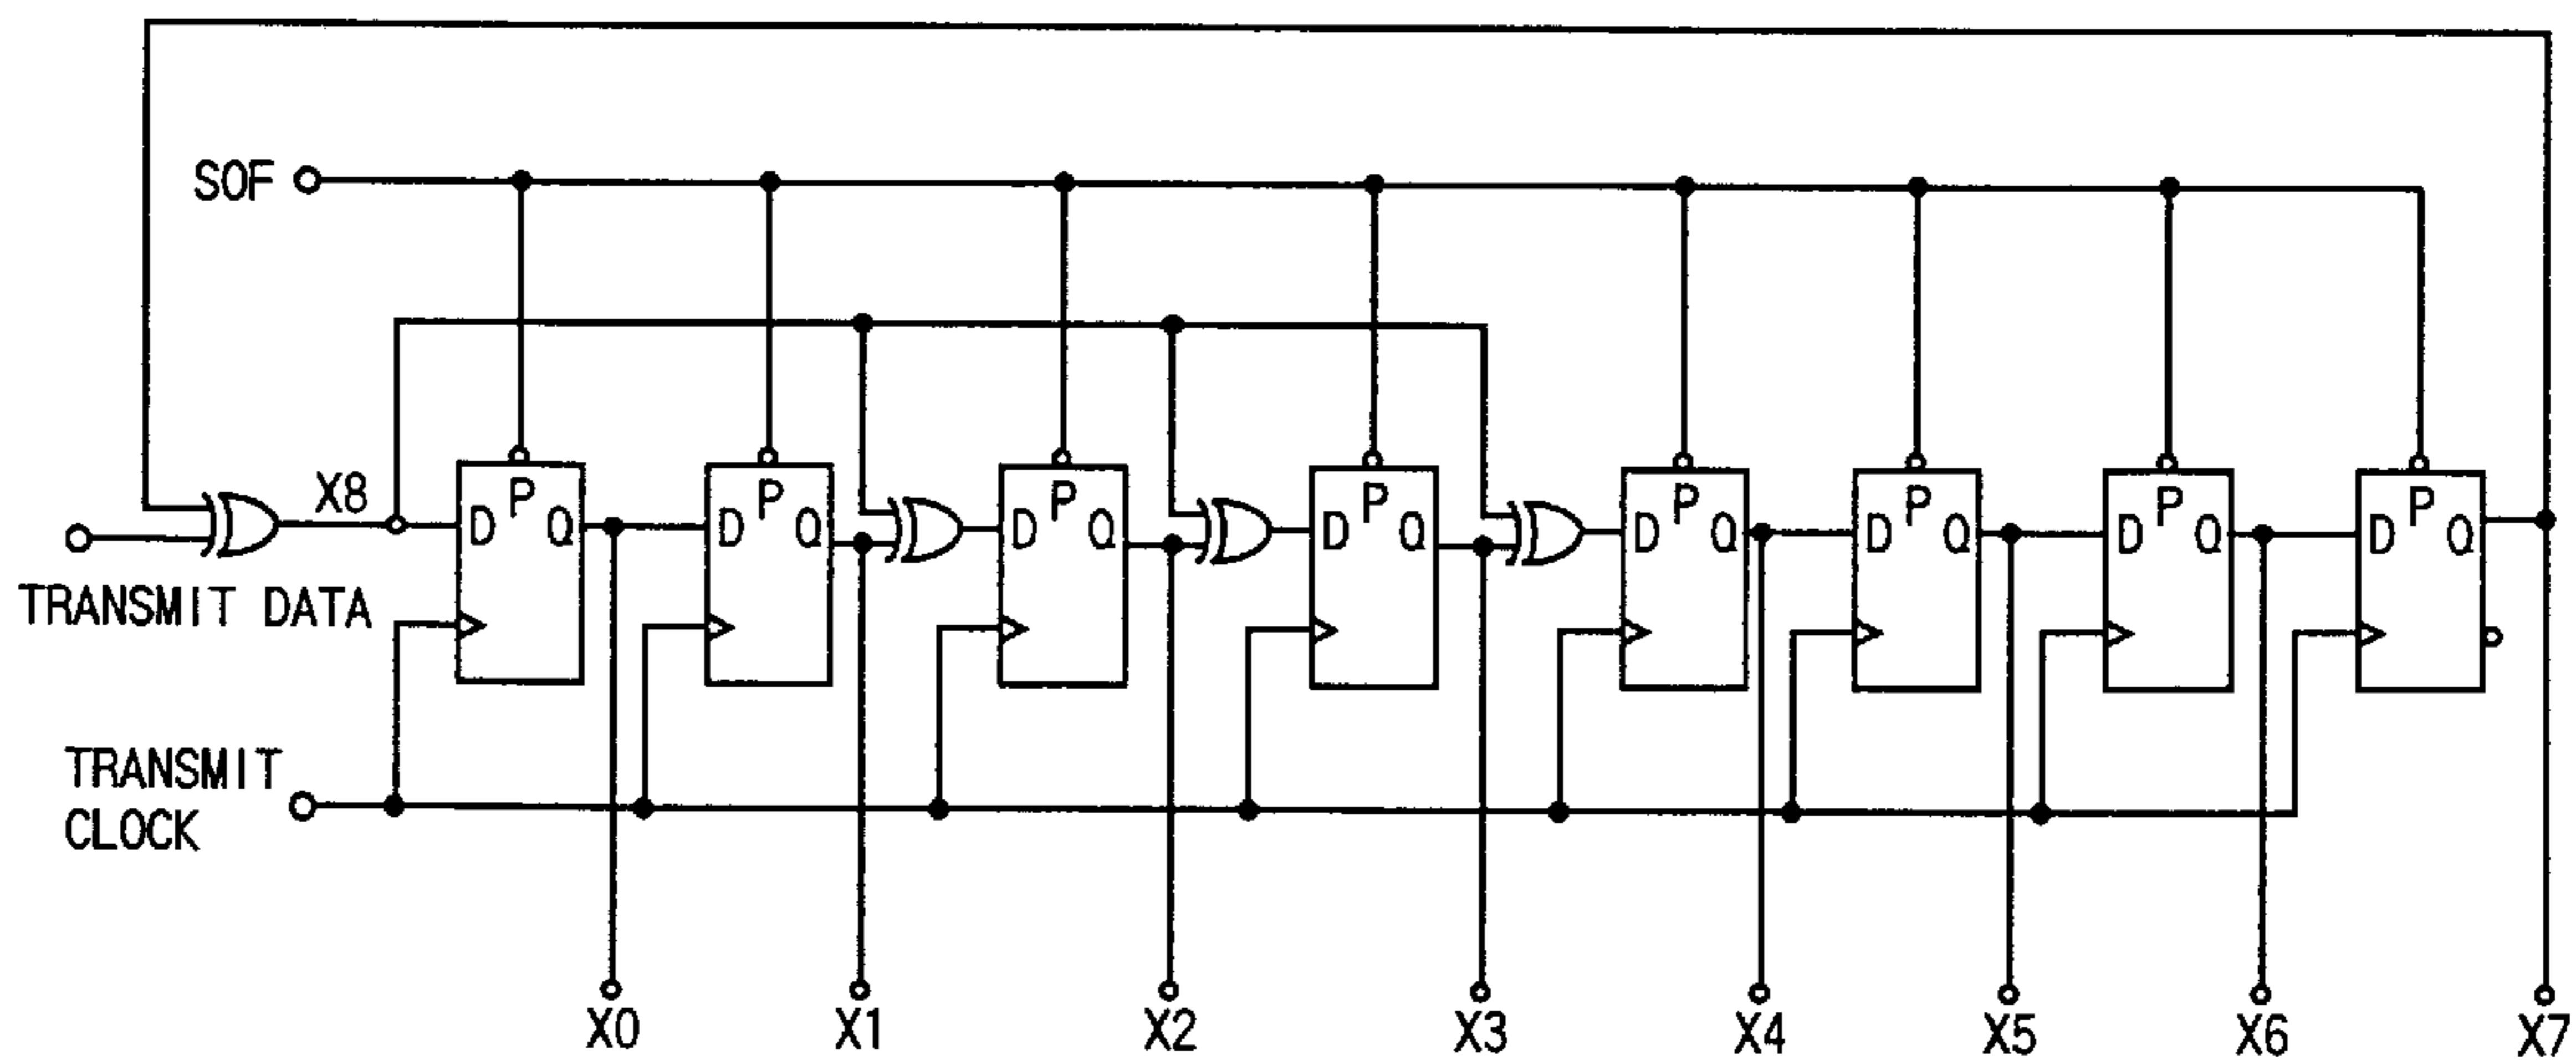 SOF
X8
P P P P P P P P
D Q D Q D Q D Q D Q D Q D Q D Q
TRANSMIT DATA
TRANSMIT
CLOCK
X0 X1 X2 X3 X4 X5 X6 X7